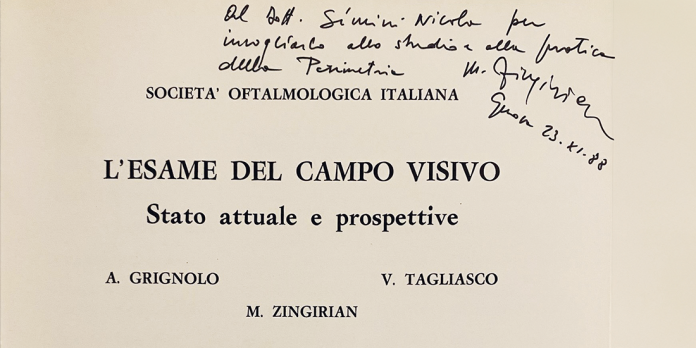 Al Dott. Simini Nicola per
invogliarlo allo studio e alla pratica
della Perimetria
M. Zingirian
Genova 23.XI.88
SOCIETA' OFTALMOLOGICA ITALIANA
L'ESAME DEL CAMPO VISIVO
Stato attuale e prospettive
A. GRIGNOLO V. TAGLIASCO
M. ZINGIRIAN